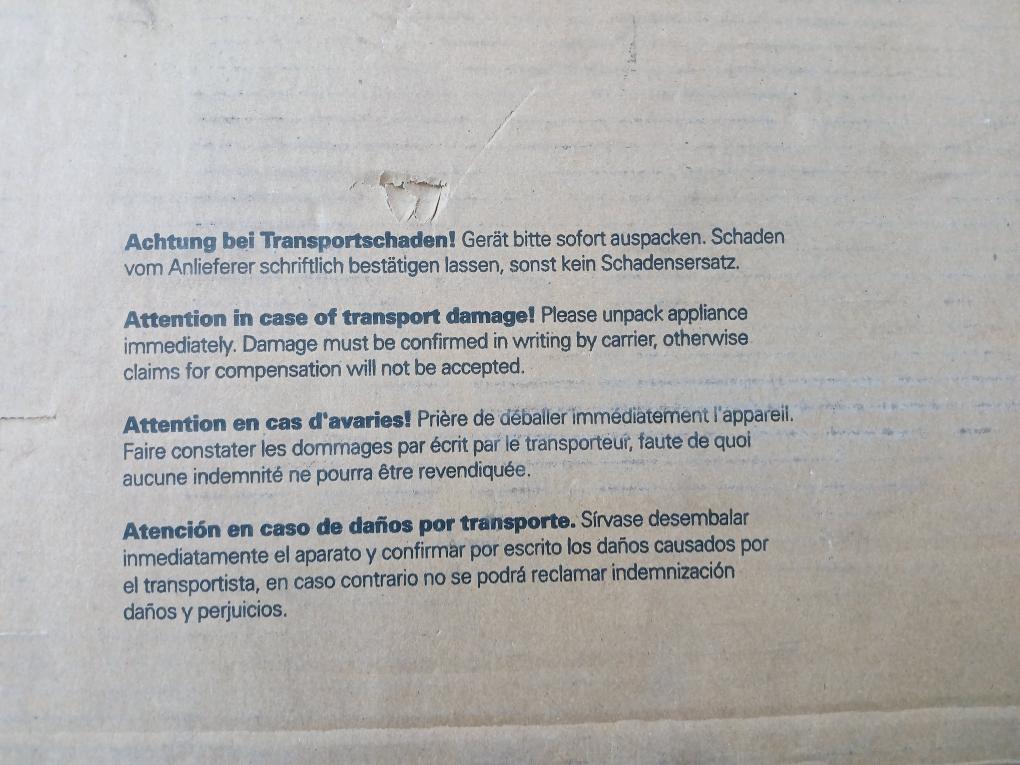 Achtung bei Transportschaden! Gerät bitte sofort auspacken. Schaden
vom Anlieferer schriftlich bestätigen lassen, sonst kein Schadensersatz.
Attention in case of transport damage! Please unpack appliance
immediately. Damage must be confirmed in writing by carrier, otherwise
claims for compensation will not be accepted.
Attention en cas d'avaries! Prière de déballer immédiatement l'appareil.
Faire constater les dommages par écrit par le transporteur, faute de quoi
aucune indemnité ne pourra être revendiquée.
Atención en caso de daños por transporte. Sírvase desembalar
inmediatamente el aparato y confirmar por escrito los daños causados por
el transportista, en caso contrario no se podrá reclamar indemnización
daños y perjuicios.